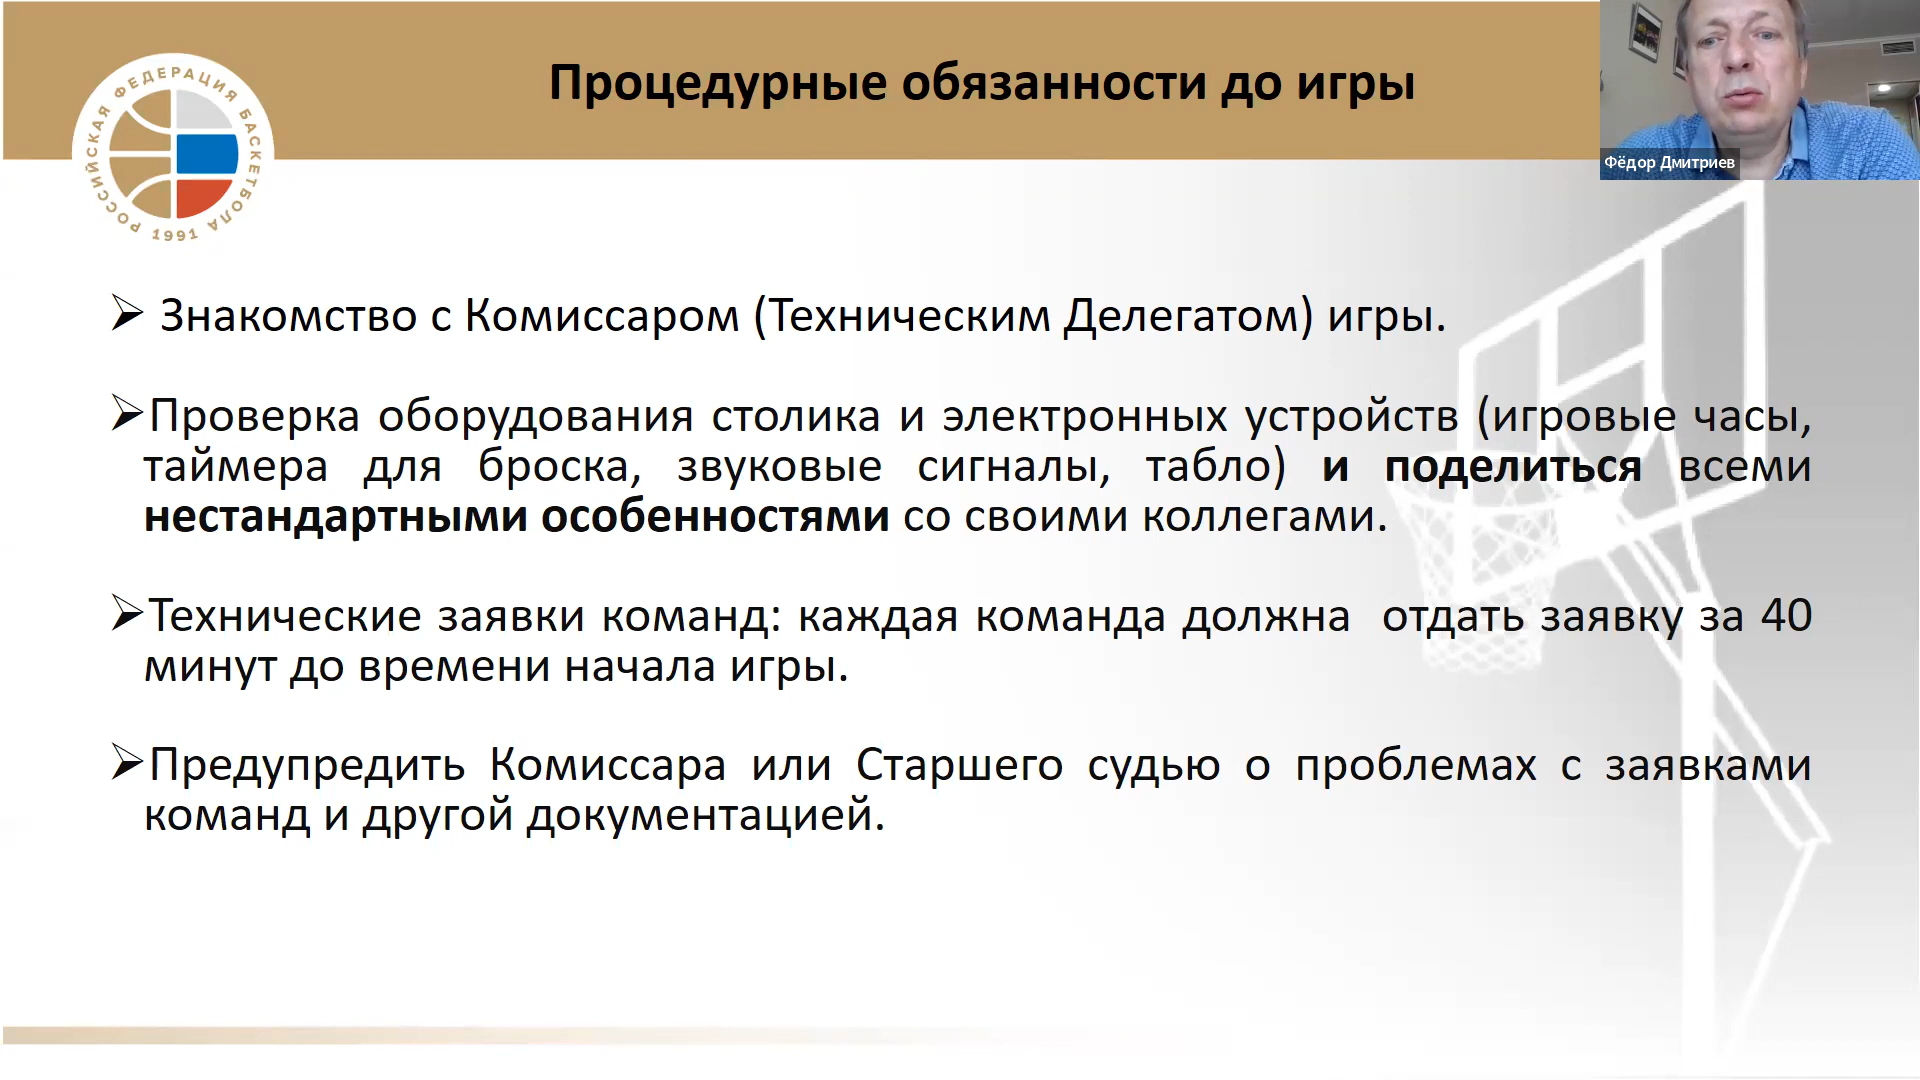 Процедурные обязанности до игры
РОССИЙСКАЯ ФЕДЕРАЦИЯ БАСКЕТБОЛА
1991
Фёдор Дмитриев
Знакомство с Комиссаром (Техническим Делегатом) игры.
Проверка оборудования столика и электронных устройств (игровые часы,
таймера для броска, звуковые сигналы, табло) и поделиться всеми
нестандартными особенностями со своими коллегами.
Технические заявки команд: каждая команда должна отдать заявку за 40
минут до времени начала игры.
Предупредить Комиссара или Старшего судью о проблемах с заявками
команд и другой документацией.